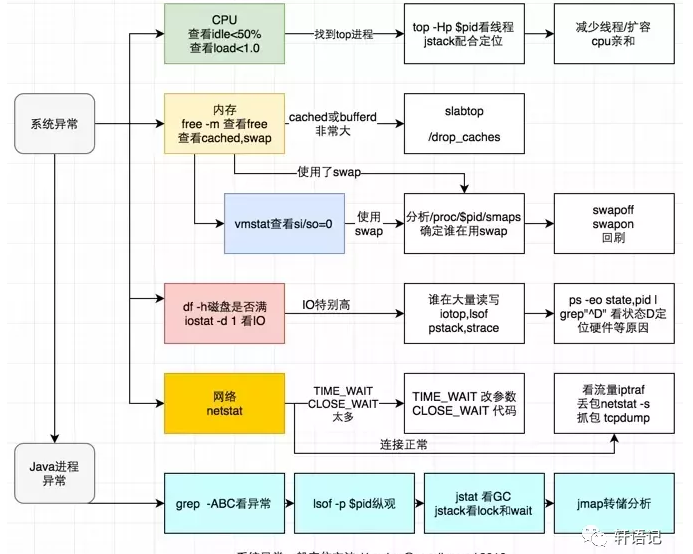 CPU
查看idle<50%
查看load<1.0
找到top进程
top -Hp $pid看线程
jstack配合定位
减少线程/扩容
cpu亲和
系统异常
内存
free -m 查看free
查看cached,swap
cached或bufferd
非常大
slabtop
/drop_caches
使用了swap
vmstat查看si/so=0
使用
swap
分析/proc/$pid/smaps
确定谁在用swap
swapoff
swapon
回刷
df -h磁盘是否满
iostat -d 1 看IO
IO特别高
谁在大量读写
iotop,lsof
pstack,strace
ps -eo state,pid |
grep"^D" 看状态D定
位硬件等原因
网络
netstat
TIME_WAIT
CLOSE_WAIT
太多
TIME_WAIT 改参数
CLOSE_WAIT 代码
看流量iptraf
丢包netstat -s
抓包 tcpdump
连接正常
Java进程
异常
grep -ABC看异常
lsof -p $pid纵观
jstat 看GC
jstack看lock和wait
jmap转储分析
轩语记